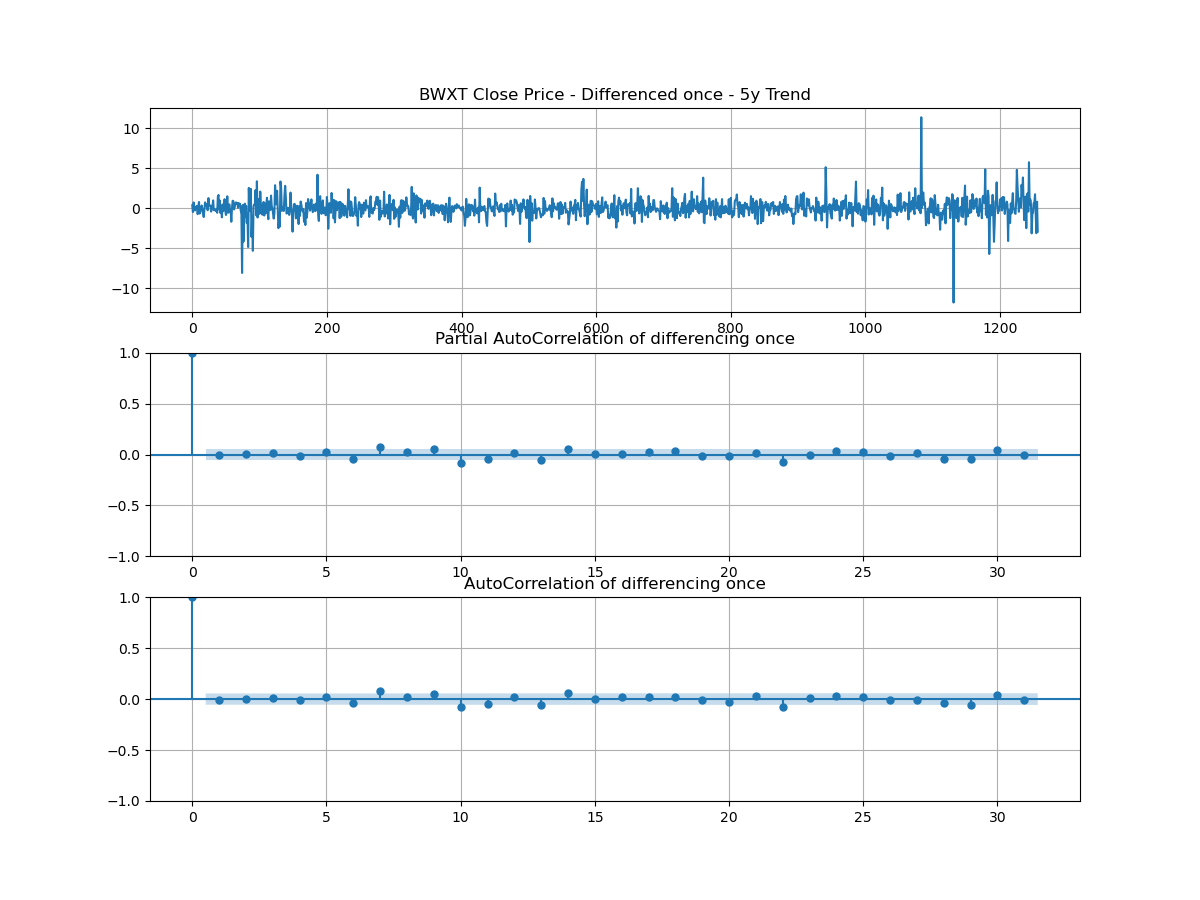 BWXT Close Price - Differenced once - 5y Trend
10
5
0
−5
−10
0 200 400 600 800 1000 1200
Partial AutoCorrelation of differencing once
1.0
0.5
0.0
−0.5
−1.0
0 5 10 15 20 25 30
AutoCorrelation of differencing once
1.0
0.5
0.0
−0.5
−1.0
0 5 10 15 20 25 30